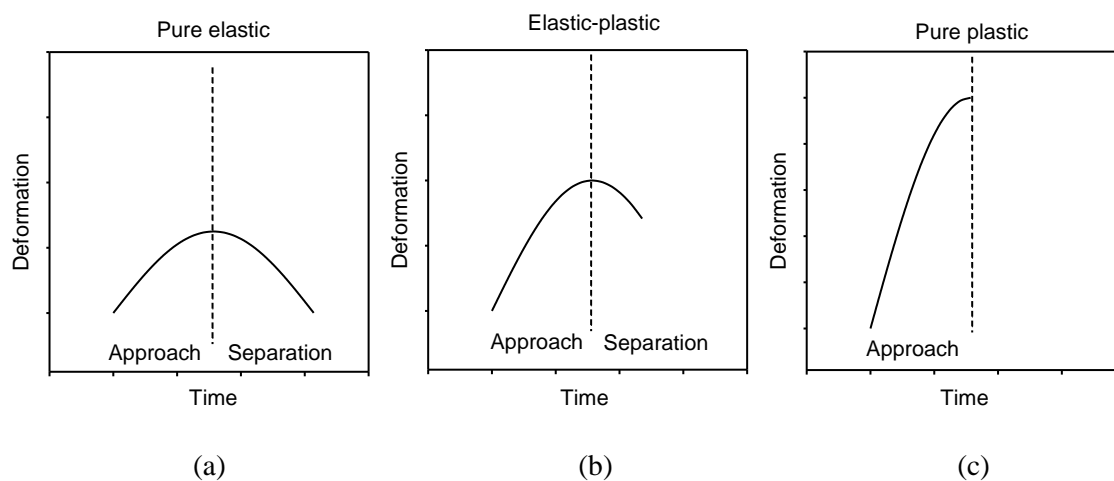 Pure elastic
Deformation
Approach
Separation
Time
(a)
Elastic-plastic
Deformation
Approach
Separation
Time
(b)
Pure plastic
Deformation
Approach
Time
(c)